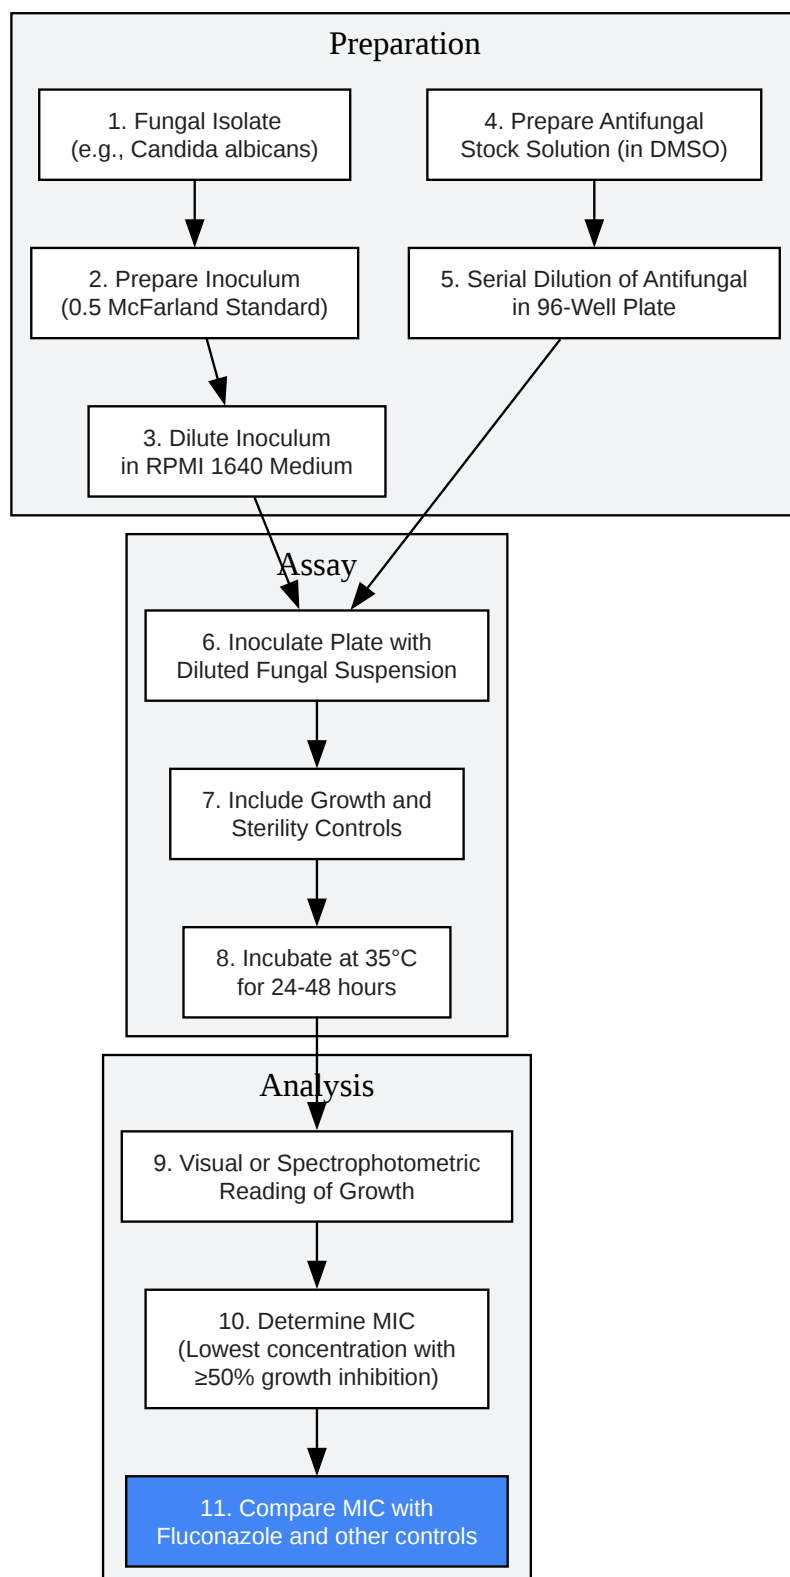 Preparation
1. Fungal Isolate
(e.g., Candida albicans)
2. Prepare Inoculum
(0.5 McFarland Standard)
3. Dilute Inoculum
in RPMI 1640 Medium
4. Prepare Antifungal
Stock Solution (in DMSO)
5. Serial Dilution of Antifungal
in 96-Well Plate
Assay
6. Inoculate Plate with
Diluted Fungal Suspension
7. Include Growth and
Sterility Controls
8. Incubate at 35°C
for 24-48 hours
Analysis
9. Visual or Spectrophotometric
Reading of Growth
10. Determine MIC
(Lowest concentration with
≥50% growth inhibition)
11. Compare MIC with
Fluconazole and other controls